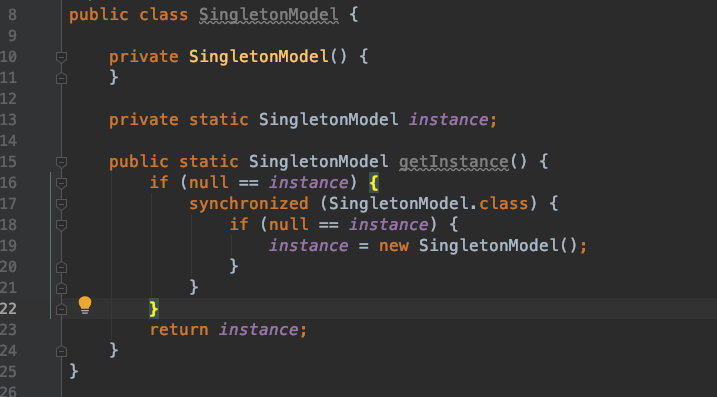 8 public class SingletonModel {
9
10 private SingletonModel() {
11 }
12
13 private static SingletonModel instance;
14
15 public static SingletonModel getInstance() {
16 if (null == instance) {
17 synchronized (SingletonModel.class) {
18 if (null == instance) {
19 instance = new SingletonModel();
20 }
21 }
22 }
23 return instance;
24 }
25 }
26